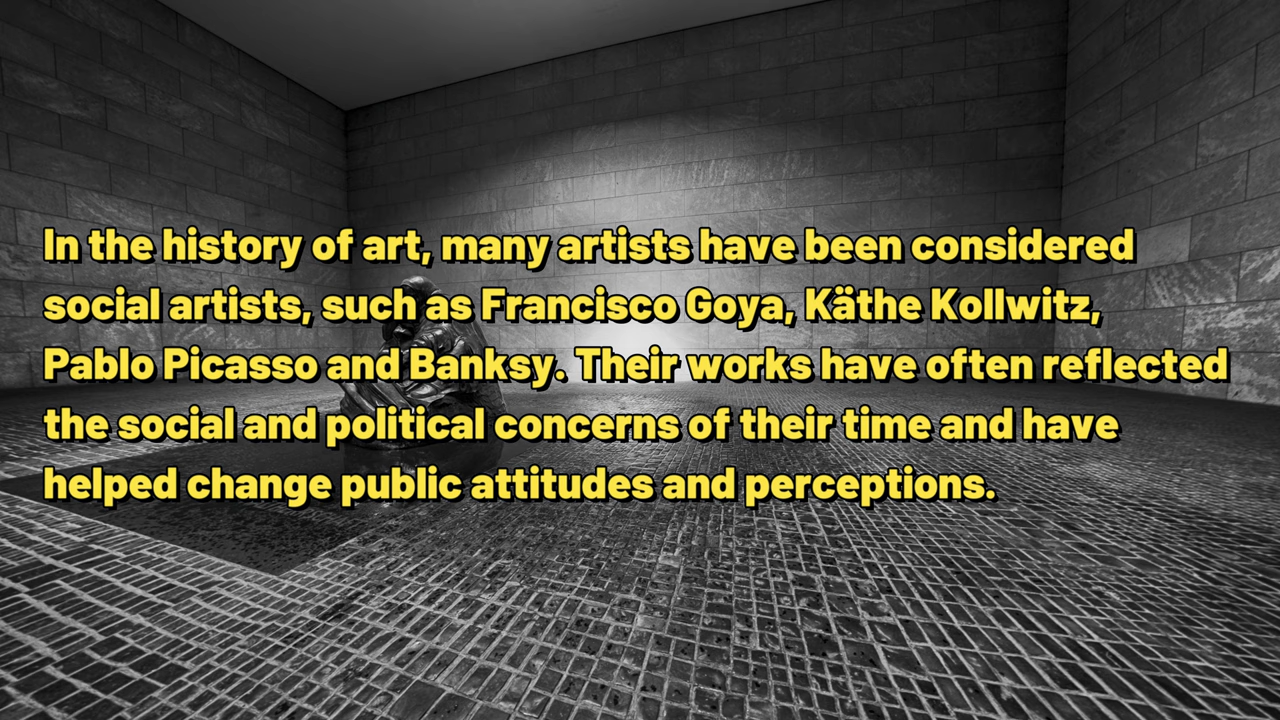 In the history of art, many artists have been considered
social artists, such as Francisco Goya, Käthe Kollwitz,
Pablo Picasso and Banksy. Their works have often reflected
the social and political concerns of their time and have
helped change public attitudes and perceptions.